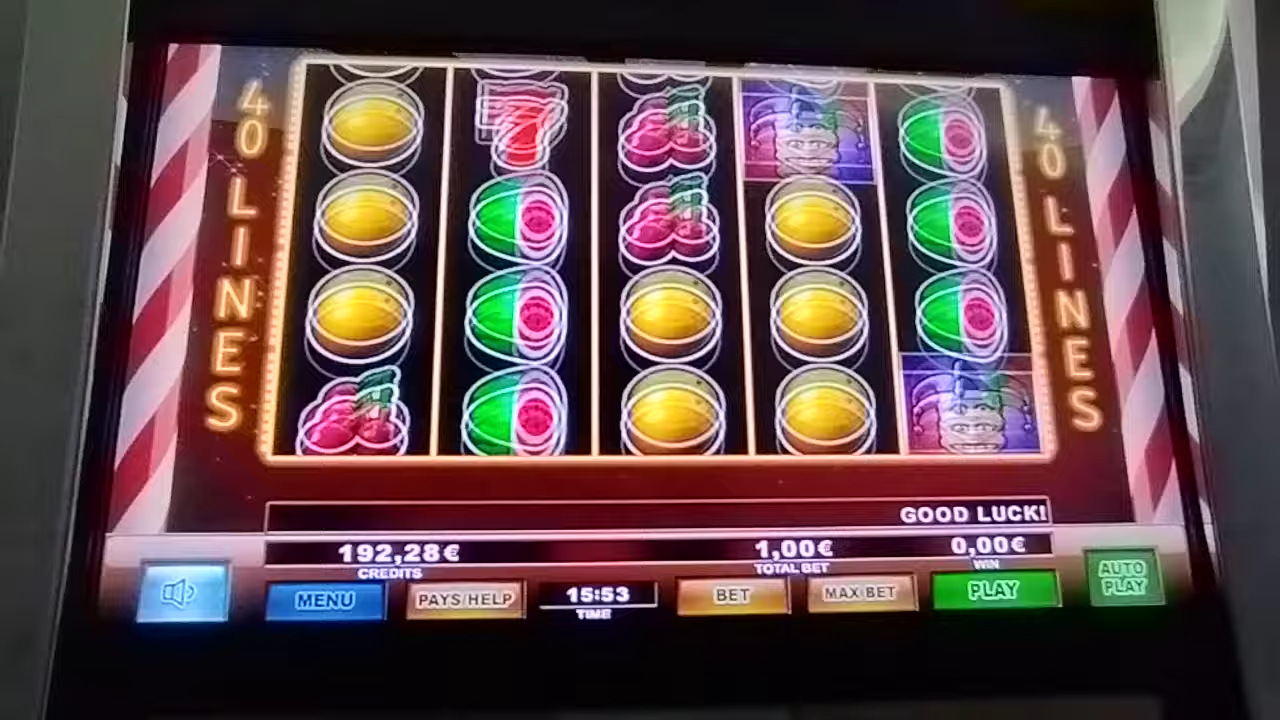 40 LINES
40 LINES
7
GOOD LUCK!
192,28€
1,00€
0,00€
CREDITS
TOTAL BET
WIN
MENU
PAYS/HELP
15:53
TIME
BET
MAX BET
PLAY
AUTO
PLAY